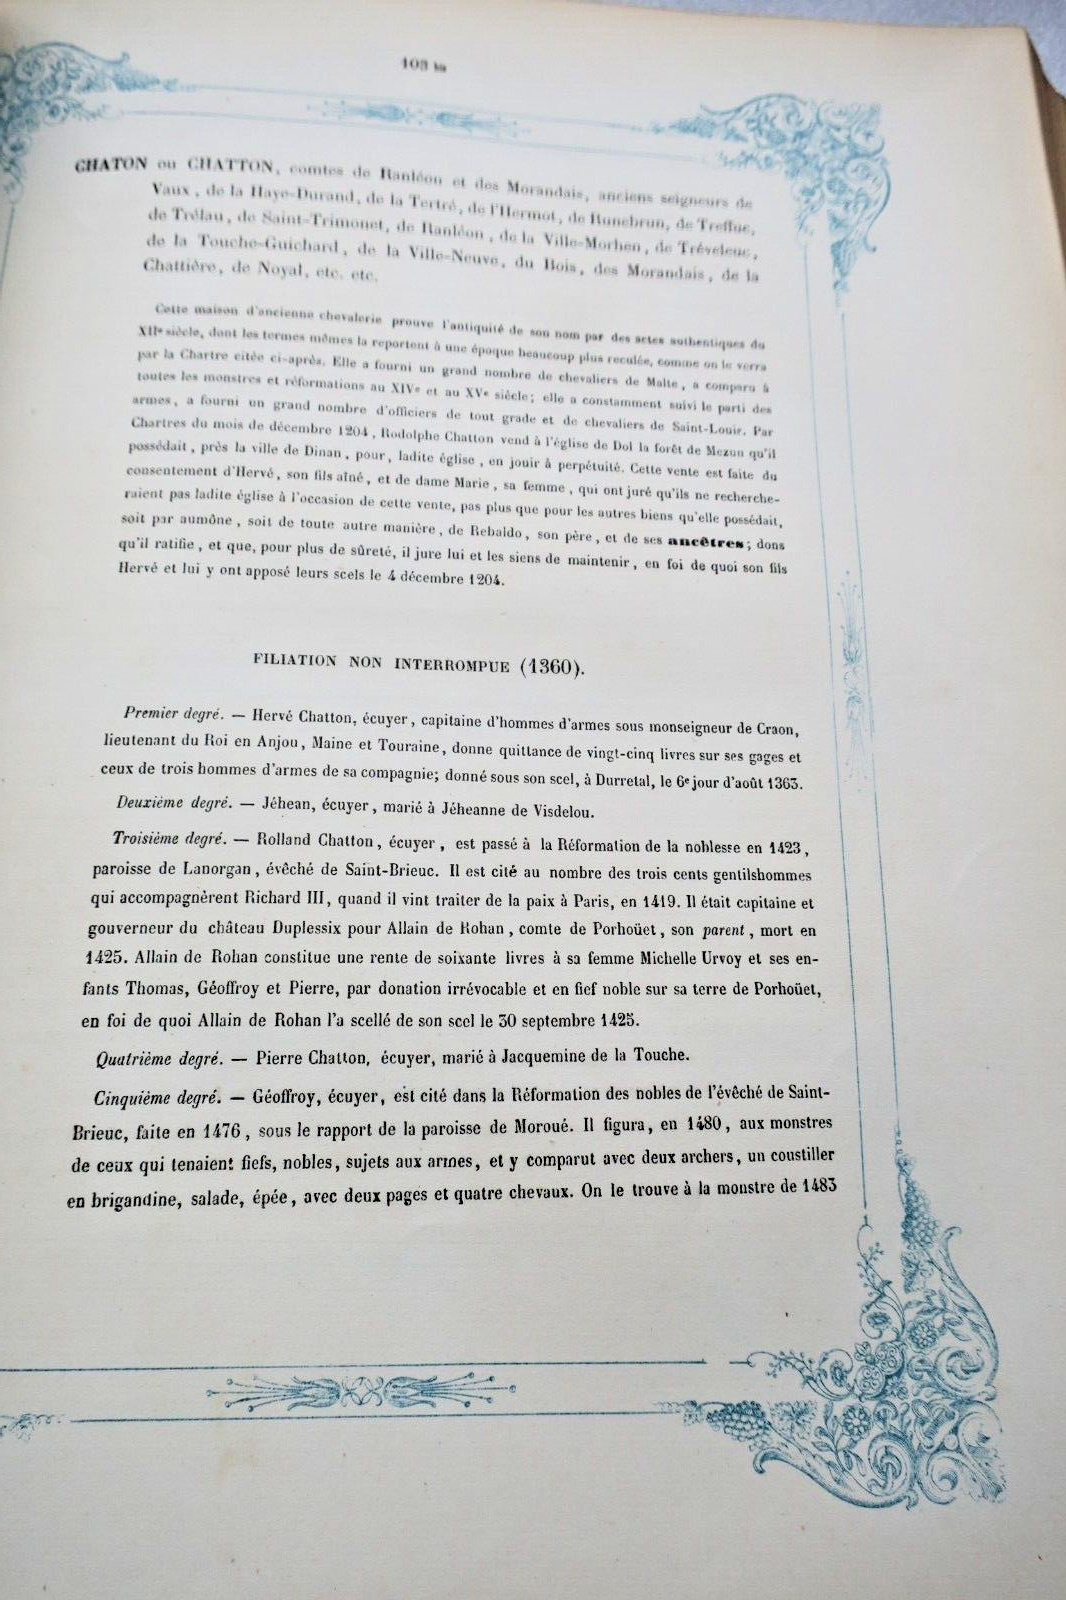 103 bis
CHATON ou CHATTON, comtes de Ranléon et des Morandais, anciens seigneurs de
Vaux, de la Haye-Durand, de la Tertré, de l'Hermot, de Runebrun, de Treffuc,
de Trélau, de Saint-Trimonet, de Ranléon, de la Ville-Morhen, de Tréveleuc,
de la Touche-Guichard, de la Ville-Neuve, du Bois, des Morandais, de la
Chattière, de Noyal, etc. etc.
Cette maison d'ancienne chevalerie prouve l'antiquité de son nom par des actes authentiques du
XIIe siècle, dont les termes mêmes la reportent à une époque beaucoup plus reculée, comme on le verra
par la Chartre citée ci-après. Elle a fourni un grand nombre de chevaliers de Malte, a comparu à
toutes les monstres et réformations au XIVe et au XVe siècle; elle a constamment suivi le parti des
armes, a fourni un grand nombre d'officiers de tout grade et de chevaliers de Saint-Louis. Par
Chartres du mois de décembre 1204, Rodolphe Chatton vend à l'église de Dol la forêt de Mezun qu'il
possédait, près la ville de Dinan, pour, ladite église, en jouir à perpétuité. Cette vente est faite du
consentement d'Hervé, son fils aîné, et de dame Marie, sa femme, qui ont juré qu'ils ne recherche-
raient pas ladite église à l'occasion de cette vente, pas plus que pour les autres biens qu'elle possédait,
soit par aumône, soit de toute autre manière, de Rebaldo, son père, et de ses ancêtres; dons
qu'il ratifie, et que, pour plus de sûreté, il jure lui et les siens de maintenir, en foi de quoi son fils
Hervé et lui y ont apposé leurs scels le 4 décembre 1204.
FILIATION NON INTERROMPUE (1360).
Premier degré. — Hervé Chatton, écuyer, capitaine d'hommes d'armes sous monseigneur de Craon,
lieutenant du Roi en Anjou, Maine et Touraine, donne quittance de vingt-cinq livres sur ses gages et
ceux de trois hommes d'armes de sa compagnie; donné sous son scel, à Durretal, le 6e jour d'août 1363.
Deuxième degré. — Jéhean, écuyer, marié à Jéheanne de Visdelou.
Troisième degré. — Rolland Chatton, écuyer, est passé à la Réformation de la noblesse en 1423,
paroisse de Lanorgan, évêché de Saint-Brieuc. Il est cité au nombre des trois cents gentilshommes
qui accompagnèrent Richard III, quand il vint traiter de la paix à Paris, en 1419. Il était capitaine et
gouverneur du château Duplessix pour Allain de Rohan, comte de Porhoüet, son parent, mort en
1425. Allain de Rohan constitue une rente de soixante livres à sa femme Michelle Urvoy et ses en-
fants Thomas, Géoffroy et Pierre, par donation irrévocable et en fief noble sur sa terre de Porhoüet,
en foi de quoi Allain de Rohan l'a scellé de son scel le 30 septembre 1425.
Quatrième degré. — Pierre Chatton, écuyer, marié à Jacquemine de la Touche.
Cinquième degré. — Géoffroy, écuyer, est cité dans la Réformation des nobles de l'évêché de Saint-
Brieuc, faite en 1476, sous le rapport de la paroisse de Moroué. Il figura, en 1480, aux monstres
de ceux qui tenaient fiefs, nobles, sujets aux armes, et y comparut avec deux archers, un coustiller
en brigandine, salade, épée, avec deux pages et quatre chevaux. On le trouve à la monstre de 1483